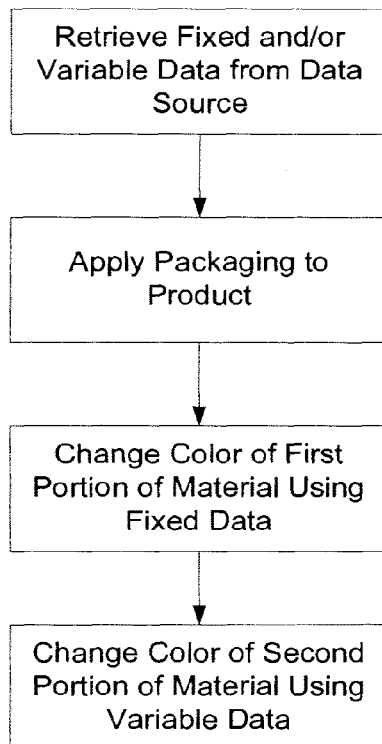 Retrieve Fixed and/or
Variable Data from Data
Source
Apply Packaging to
Product
Change Color of First
Portion of Material Using
Fixed Data
Change Color of Second
Portion of Material Using
Variable Data